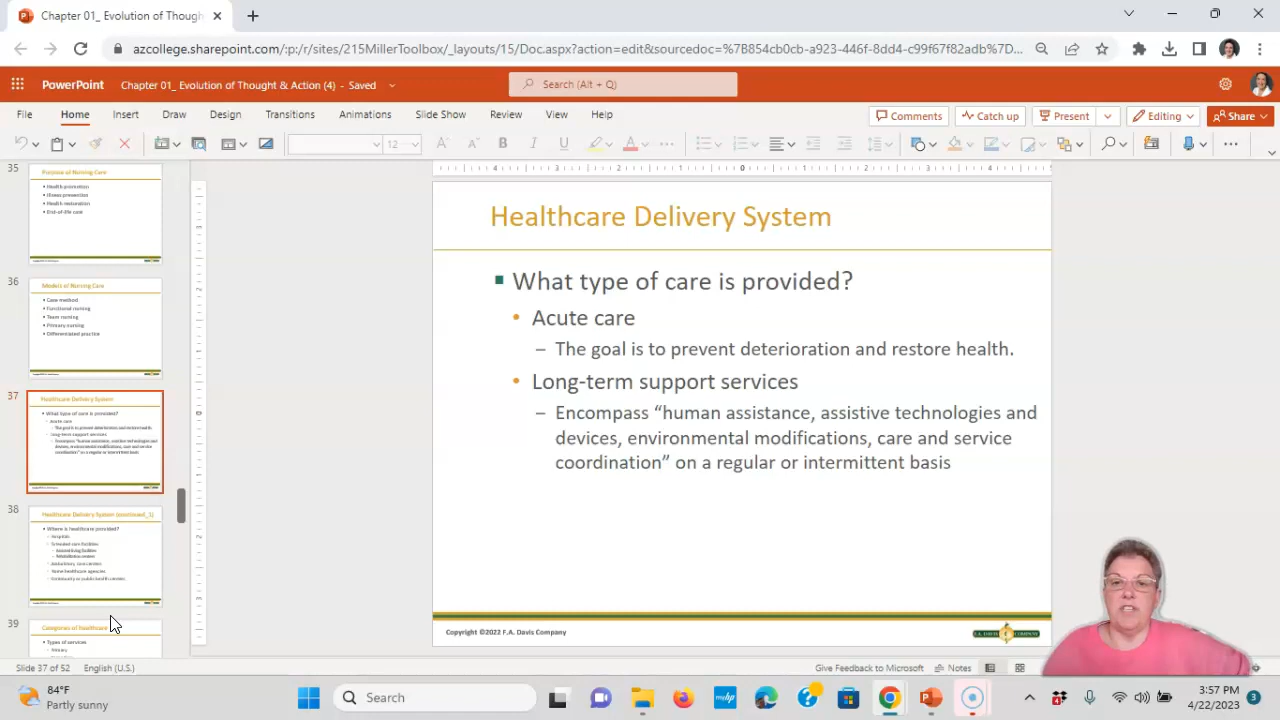 Chapter 01_ Evolution of Though
azcollege.sharepoint.com/:p:/r/sites/215MillerToolbox/_layouts/15/Doc.aspx?action=edit&sourcedoc=%7B54cb0cb-a923-446f-8dd4-c99f67f82adb%7D...
PowerPoint Chapter 01_ Evolution of Thought & Action (4) - Saved
Search (Alt + Q)
File Home Insert Draw Design Transitions Animations Slide Show Review View Help
Comments Catch up Present Editing Share
12
35
Purpose of Nursing Care
Health promotion
Illness prevention
Health restoration
End-of-life care
36
Models of Nursing Care
Case method
Functional nursing
Team nursing
Primary nursing
Differentiated practice
37
Healthcare Delivery System
What type of care is provided?
Acute care
The goal is to prevent deterioration and restore health.
Long-term support services
Encompass "human assistance, assistive technologies and
devices, environmental modifications, care and service
coordination" on a regular or intermittent basis
38
Healthcare Delivery System (continued_1)
Where is healthcare provided?
Hospitals
Extended care facilities
Assisted living facilities
Rehabilitation centers
Ambulatory care centers
Home healthcare agencies
Community or public health centers
39
Categories of Healthcare
Types of services
Primary
Healthcare Delivery System
What type of care is provided?
Acute care
– The goal is to prevent deterioration and restore health.
Long-term support services
– Encompass “human assistance, assistive technologies and
devices, environmental modifications, care and service
coordination” on a regular or intermittent basis
Copyright ©2022 F.A. Davis Company
F.A. DAVIS COMPANY
Slide 37 of 52 English (U.S.)
Give Feedback to Microsoft Notes
84°F
Partly sunny
Search
3:57 PM
4/22/2023
3